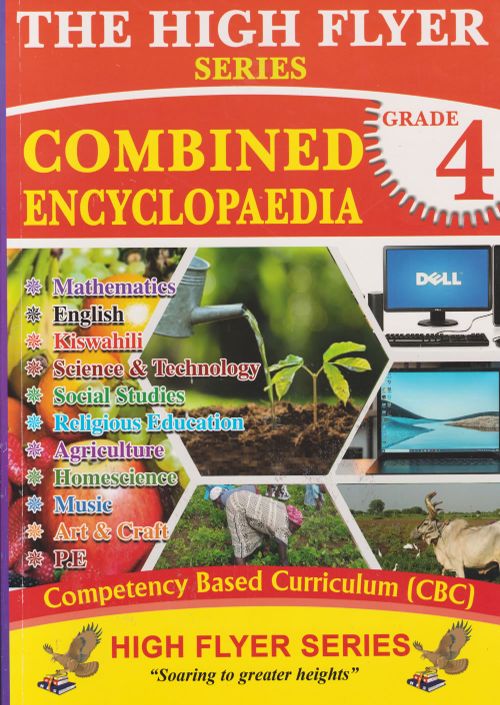 THE HIGH FLYER
SERIES
GRADE 4
COMBINED
ENCYCLOPAEDIA
DELL
Mathematics
English
Kiswahili
Science & Technology
Social Studies
Religious Education
Agriculture
Homescience
Music
Art & Craft
P.E
Competency Based Curriculum (CBC)
HIGH FLYER SERIES
"Soaring to greater heights"